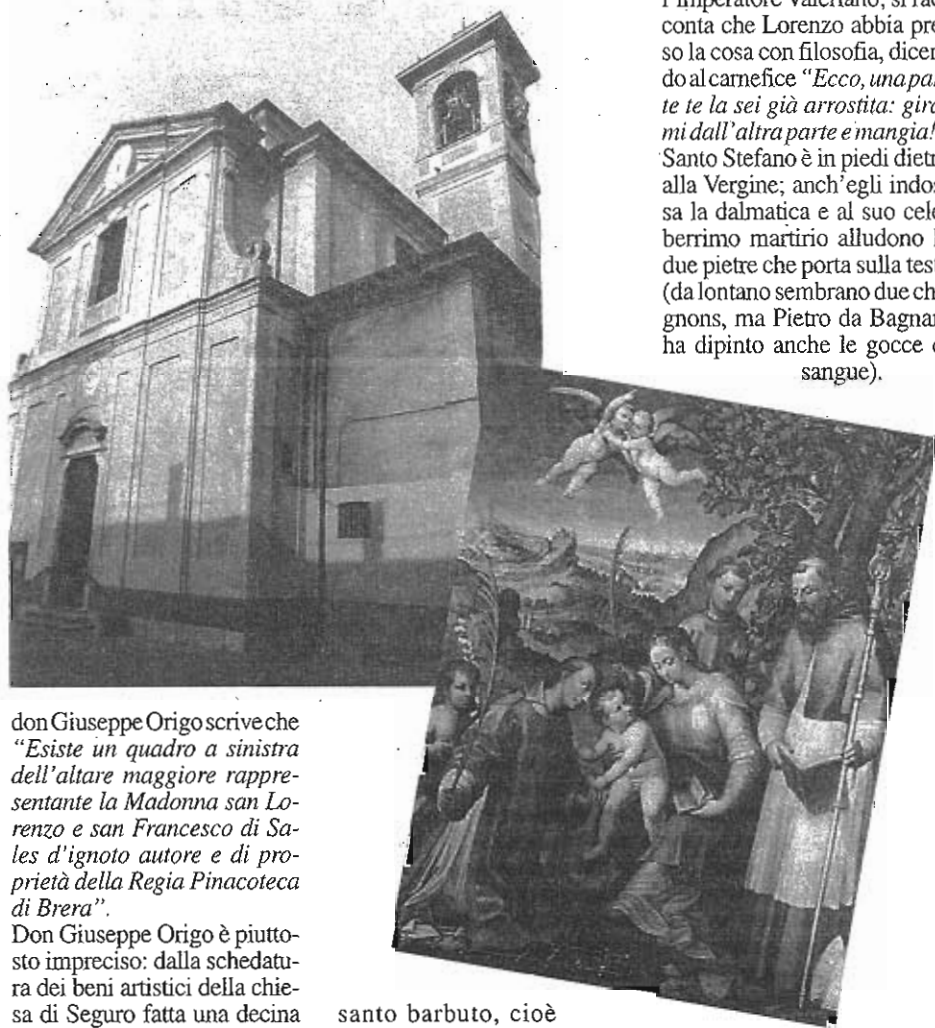 don Giuseppe Origo scrive che
"Esiste un quadro a sinistra
dell'altare maggiore rappre-
sentante la Madonna san Lo-
renzo e san Francesco di Sa-
les d'ignoto autore e di pro-
prietà della Regia Pinacoteca
di Brera".
Don Giuseppe Origo è piutto-
sto impreciso: dalla schedatu-
ra dei beni artistici della chie-
sa di Seguro fatta una decina
santo barbuto, cioè
l'imperatore Valeriano, si rac
conta che Lorenzo abbia pre
so la cosa con filosofia, dicen
do al carnefice "Ecco, una par
te te la sei già arrostita: gira
mi dall'altra parte e mangia!
Santo Stefano è in piedi dietr
alla Vergine; anch'egli indos
sa la dalmatica e al suo cele
berrimo martirio alludono l
due pietre che porta sulla test
(da lontano sembrano due ch
gnons, ma Pietro da Bagnar
ha dipinto anche le gocce d
sangue).